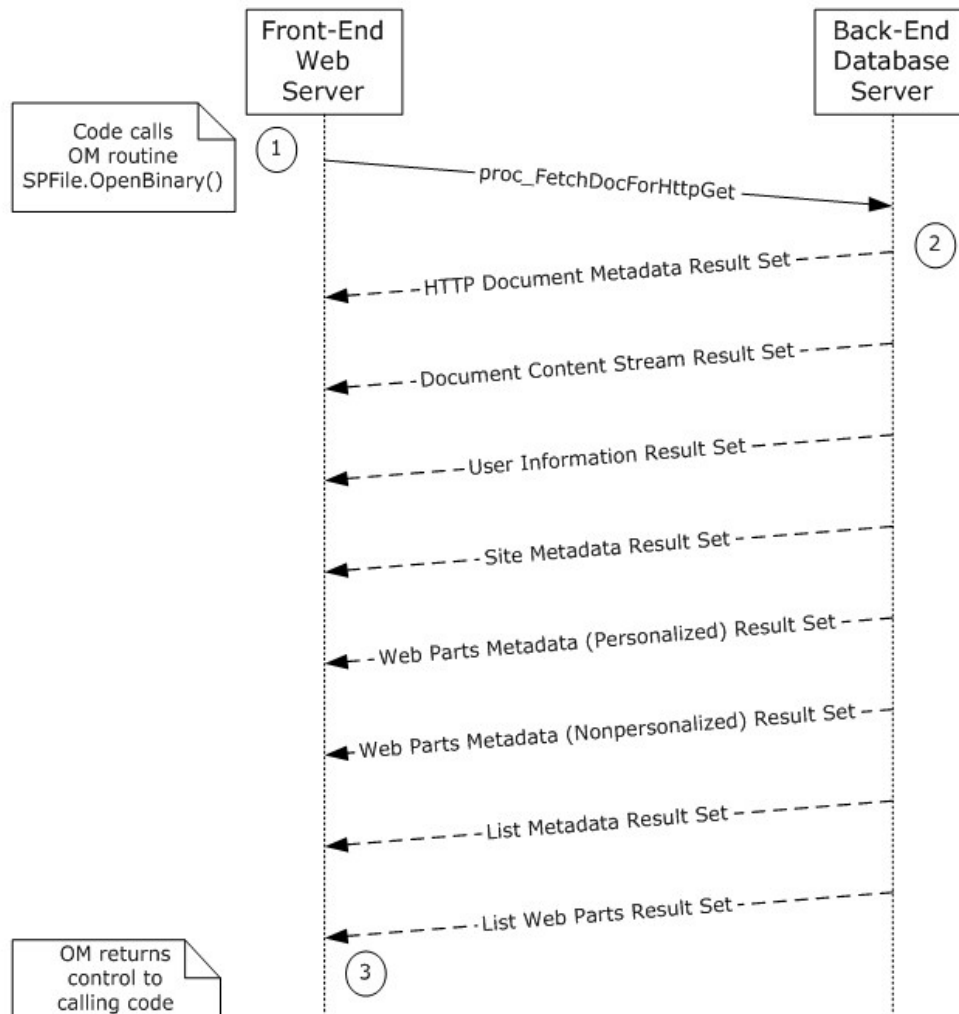 Front-End
Web
Server
Back-End
Database
Server
Code calls
OM routine
SPFile.OpenBinary()
1
proc_FetchDocForHttpGet
2
HTTP Document Metadata Result Set
Document Content Stream Result Set
User Information Result Set
Site Metadata Result Set
Web Parts Metadata (Personalized) Result Set
Web Parts Metadata (Nonpersonalized) Result Set
List Metadata Result Set
List Web Parts Result Set
OM returns
control to
calling code
3